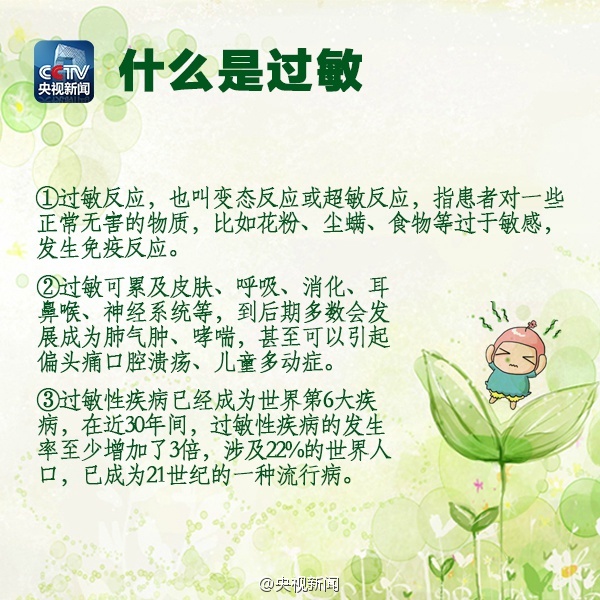 CCTV
央视新闻
什么是过敏
①过敏反应，也叫变态反应或超敏反应，指患者对一些
正常无害的物质，比如花粉、尘螨、食物等过于敏感，
发生免疫反应。
②过敏可累及皮肤、呼吸、消化、耳
鼻喉、神经系统等，到后期多数会发
展成为肺气肿、哮喘，甚至可以引起
偏头痛口腔溃疡、儿童多动症。
③过敏性疾病已经成为世界第6大疾
病，在近30年间，过敏性疾病的发生
率至少增加了3倍，涉及22%的世界人
口，已成为21世纪的一种流行病。
@央视新闻